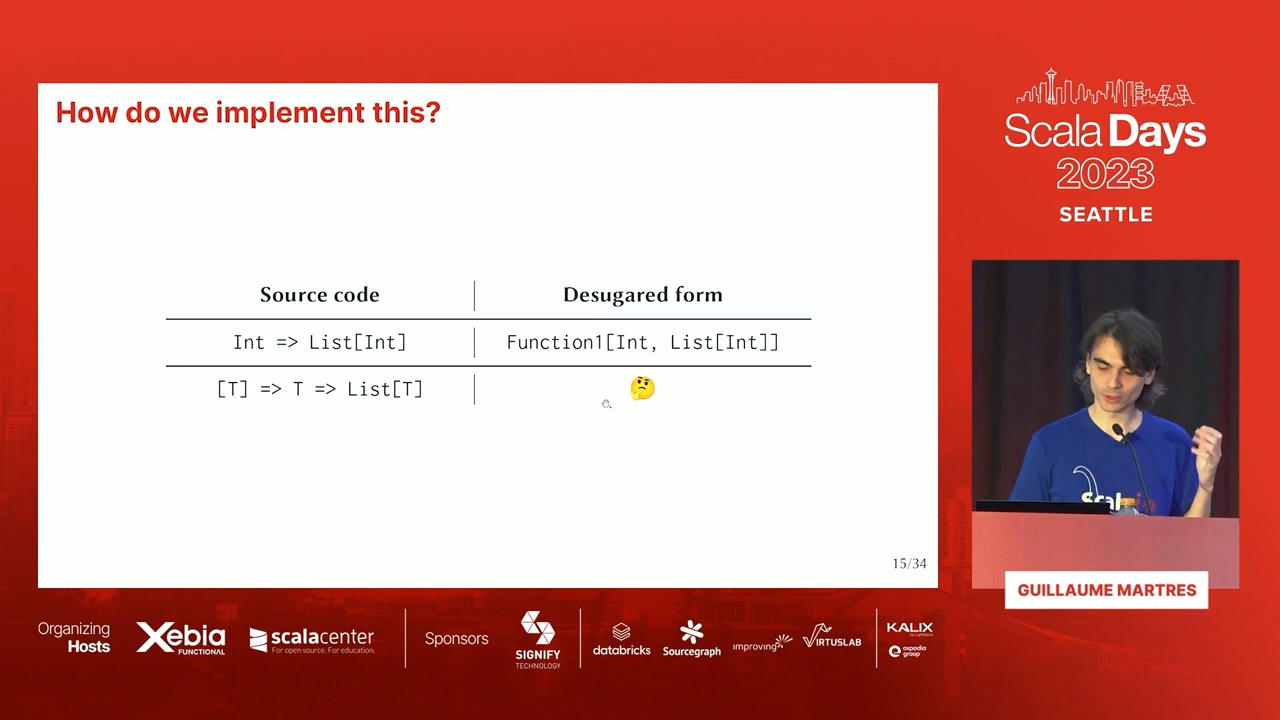 How do we implement this?
Source code
Desugared form
Int => List[Int]
Function1[Int, List[Int]]
[T] => T => List[T]
15/34
Scala Days
2023
SEATTLE
GUILLAUME MARTRES
Organizing
Hosts
Xebia
FUNCTIONAL
scalacenter
For open source. For education.
Sponsors
SIGNIFY
TECHNOLOGY
databricks
Sourcegraph
improving
VIRTUSLAB
KALIX
by Lightbend
expedia
group